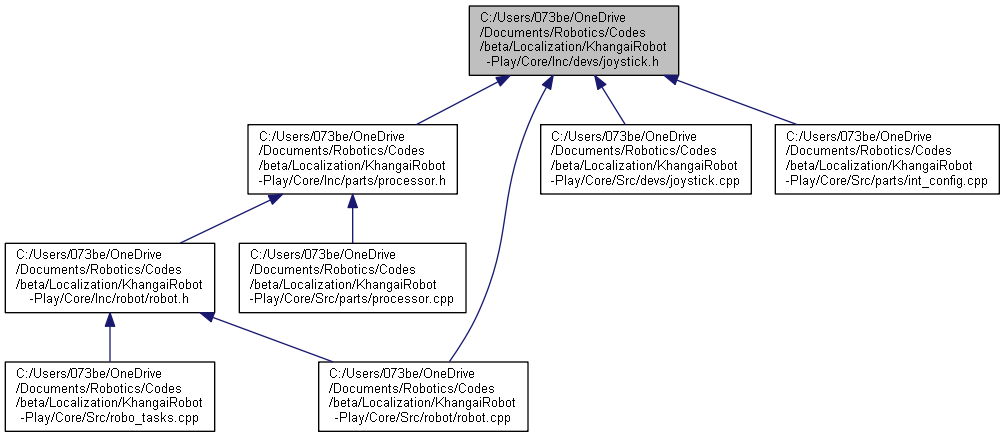 C:/Users/073be/OneDrive
/Documents/Robotics/Codes
/beta/Localization/KhangaiRobot
-Play/Core/Inc/devs/joystick.h
C:/Users/073be/OneDrive
/Documents/Robotics/Codes
/beta/Localization/KhangaiRobot
-Play/Core/Inc/parts/processor.h
C:/Users/073be/OneDrive
/Documents/Robotics/Codes
/beta/Localization/KhangaiRobot
-Play/Core/Src/devs/joystick.cpp
C:/Users/073be/OneDrive
/Documents/Robotics/Codes
/beta/Localization/KhangaiRobot
-Play/Core/Src/parts/int_config.cpp
C:/Users/073be/OneDrive
/Documents/Robotics/Codes
/beta/Localization/KhangaiRobot
-Play/Core/Inc/robot/robot.h
C:/Users/073be/OneDrive
/Documents/Robotics/Codes
/beta/Localization/KhangaiRobot
-Play/Core/Src/parts/processor.cpp
C:/Users/073be/OneDrive
/Documents/Robotics/Codes
/beta/Localization/KhangaiRobot
-Play/Core/Src/robo_tasks.cpp
C:/Users/073be/OneDrive
/Documents/Robotics/Codes
/beta/Localization/KhangaiRobot
-Play/Core/Src/robot/robot.cpp